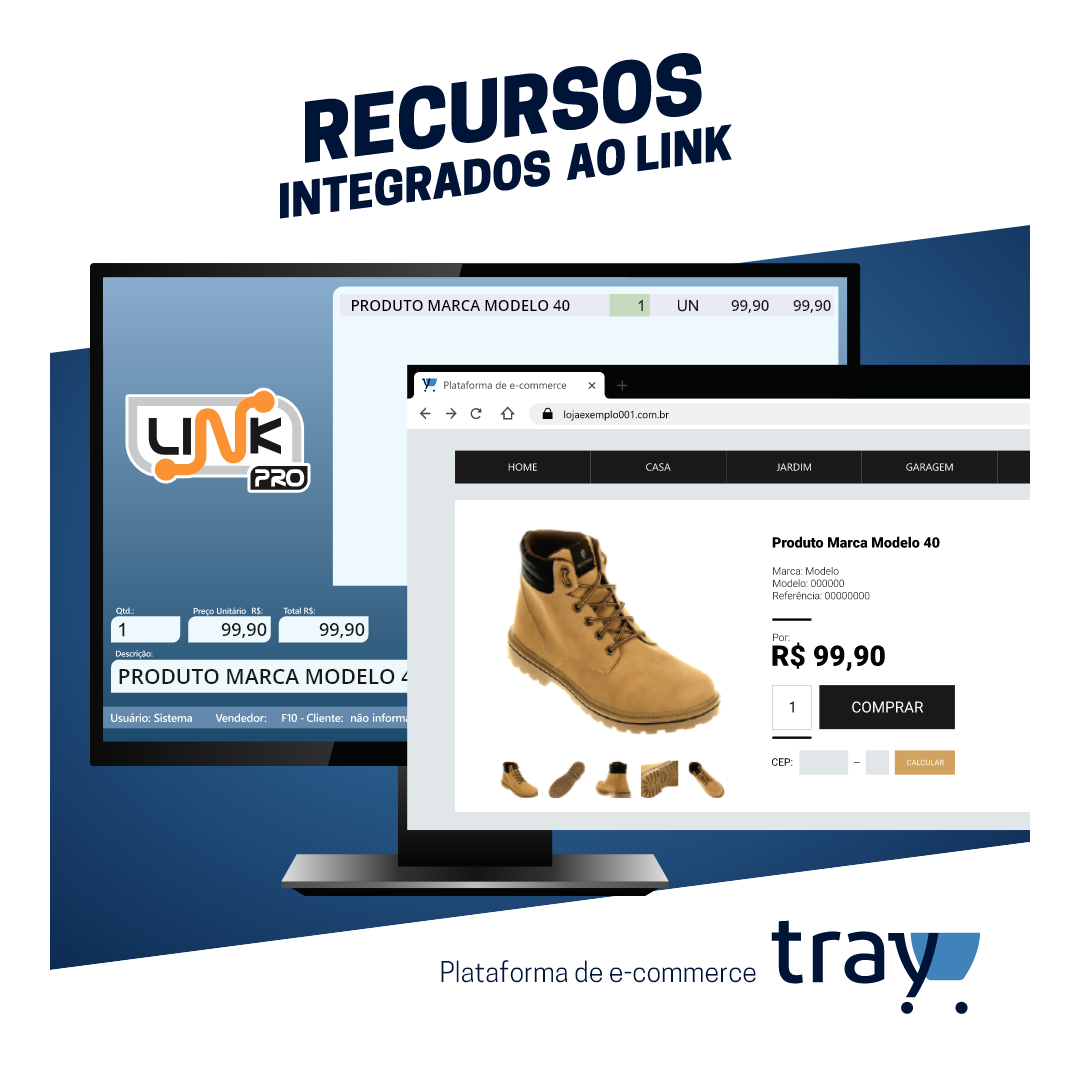 RECURSOS
INTEGRADOS AO LINK
PRODUTO MARCA MODELO 40 1 UN 99,90 99,90
LINK
PRO
Qtd.: Preço Unitário R$: Total R$:
1 99,90 99,90
Descrição:
PRODUTO MARCA MODELO 4
Usuário: Sistema Vendedor: F10 - Cliente: não informa
Plataforma de e-commerce
lojaexemplo001.com.br
HOME CASA JARDIM GARAGEM
Produto Marca Modelo 40
Marca: Modelo
Modelo: 000000
Referência: 00000000
Por:
R$ 99,90
1 COMPRAR
CEP: – CALCULAR
Plataforma de e-commerce tray